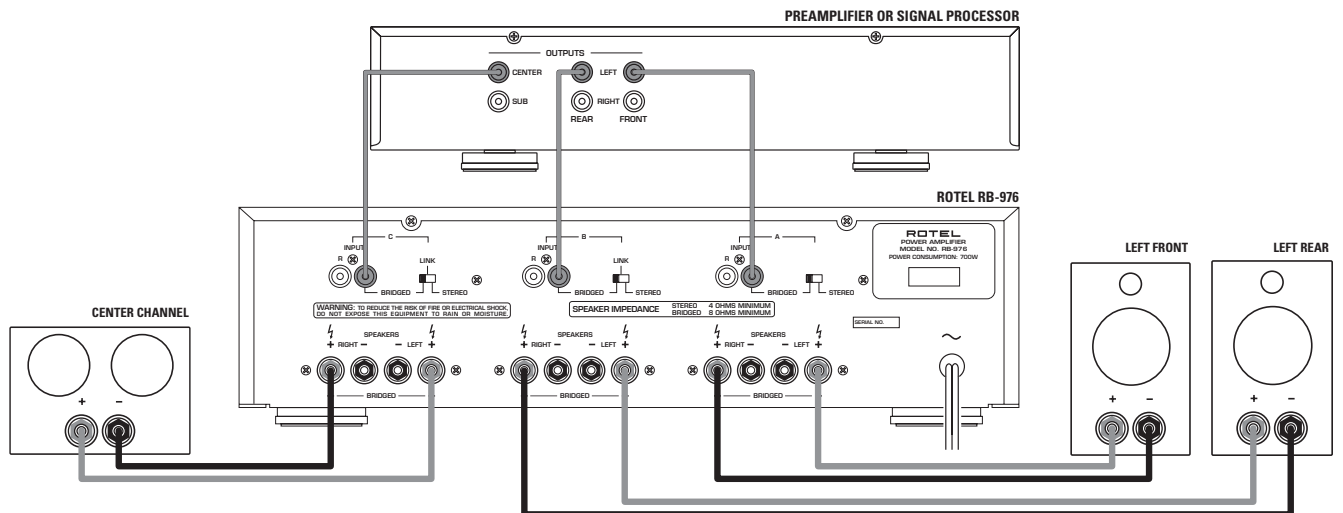 PREAMPLIFIER OR SIGNAL PROCESSOR
OUTPUTS
CENTER
LEFT
SUB
RIGHT
REAR
FRONT
ROTEL RB-976
C
INPUT
R
LINK
BRIDGED
STEREO
B
INPUT
R
LINK
BRIDGED
STEREO
A
INPUT
R
BRIDGED
STEREO
ROTEL
POWER AMPLIFIER
MODEL NO. RB-976
POWER CONSUMPTION: 700W
WARNING: TO REDUCE THE RISK OF FIRE OR ELECTRICAL SHOCK,
DO NOT EXPOSE THIS EQUIPMENT TO RAIN OR MOISTURE.
SPEAKER IMPEDANCE
STEREO 4 OHMS MINIMUM
BRIDGED 8 OHMS MINIMUM
SERIAL NO.
SPEAKERS
+ RIGHT – – LEFT +
BRIDGED
SPEAKERS
+ RIGHT – – LEFT +
BRIDGED
SPEAKERS
+ RIGHT – – LEFT +
BRIDGED
CENTER CHANNEL
+ –
LEFT FRONT
+ –
LEFT REAR
+ –